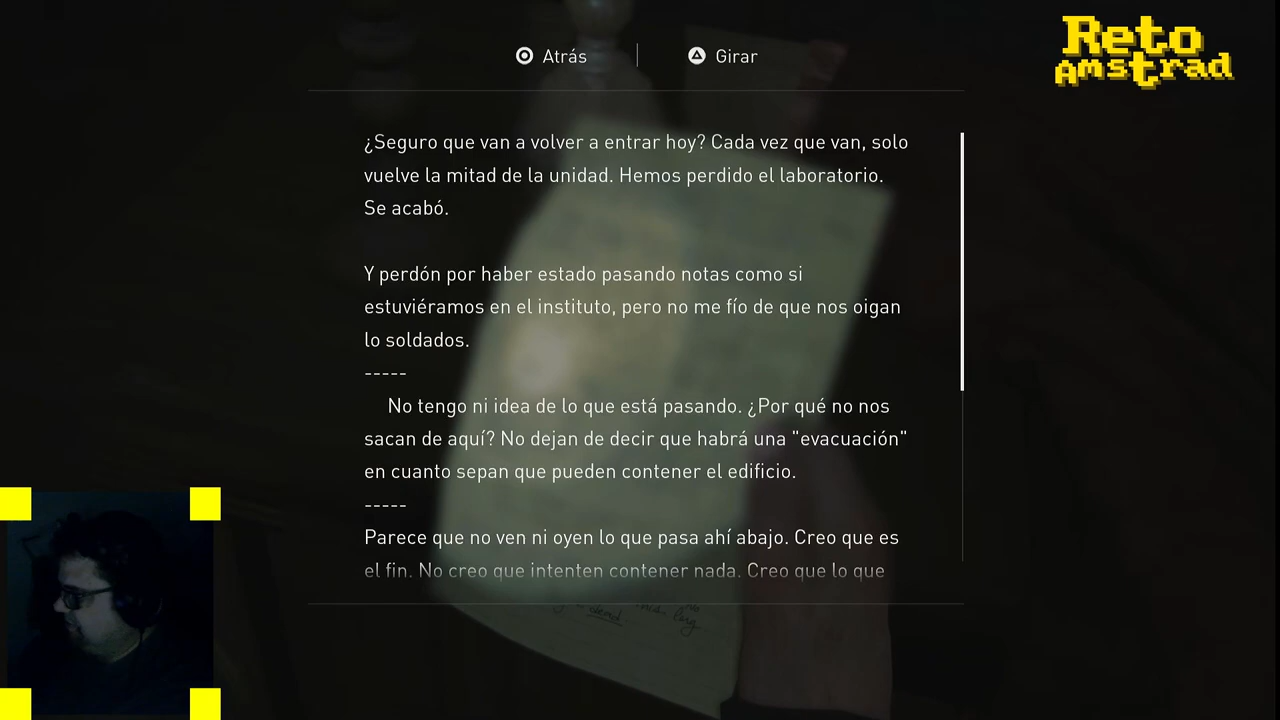 Atrás
Girar
Reto
Amstrad
¿Seguro que van a volver a entrar hoy? Cada vez que van, solo
vuelve la mitad de la unidad. Hemos perdido el laboratorio.
Se acabó.
Y perdón por haber estado pasando notas como si
estuviéramos en el instituto, pero no me fío de que nos oigan
lo soldados.
-----
No tengo ni idea de lo que está pasando. ¿Por qué no nos
sacan de aquí? No dejan de decir que habrá una "evacuación"
en cuanto sepan que pueden contener el edificio.
-----
Parece que no ven ni oyen lo que pasa ahí abajo. Creo que es
el fin. No creo que intenten contener nada. Creo que lo que